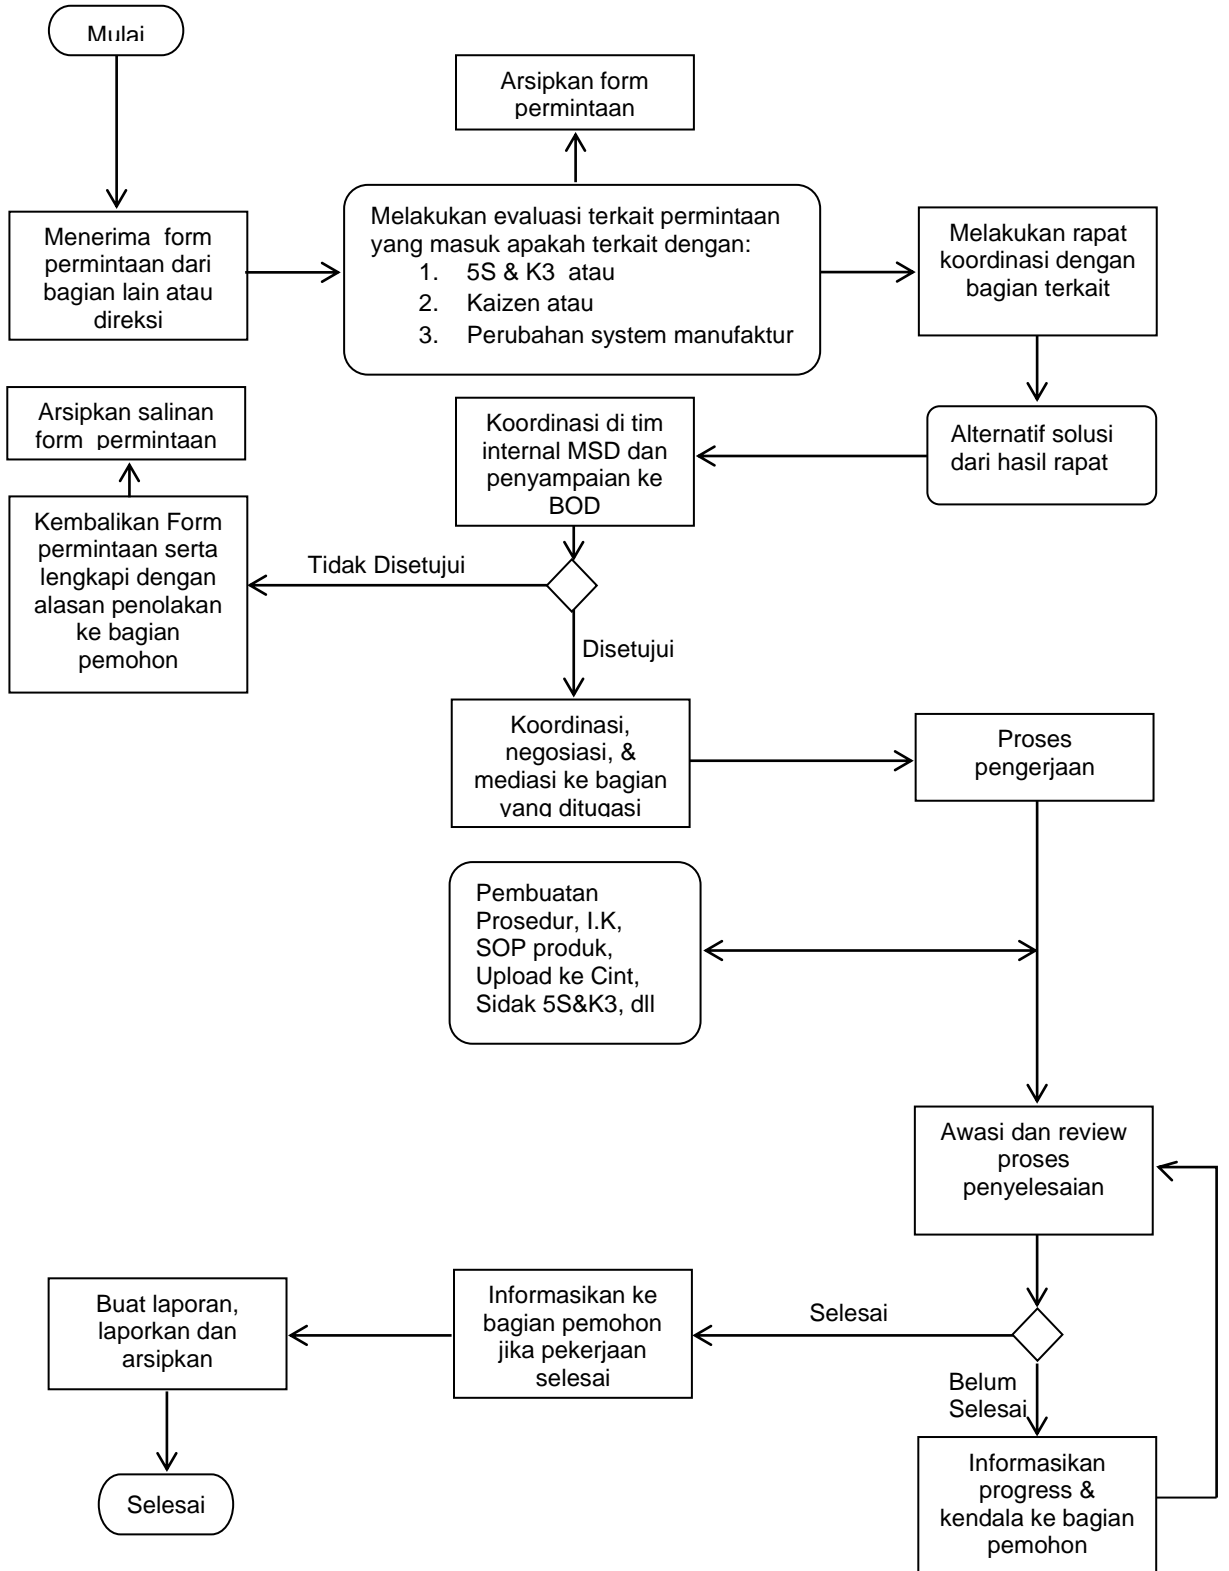 Mulai
Arsipkan form
permintaan
Menerima form
permintaan dari
bagian lain atau
direksi
Melakukan evaluasi terkait permintaan
yang masuk apakah terkait dengan:
1. 5S & K3 atau
2. Kaizen atau
3. Perubahan system manufaktur
Melakukan rapat
koordinasi dengan
bagian terkait
Arsipkan salinan
form permintaan
Koordinasi di tim
internal MSD dan
penyampaian ke
BOD
Alternatif solusi
dari hasil rapat
Kembalikan Form
permintaan serta
lengkapi dengan
alasan penolakan
ke bagian
pemohon
Tidak Disetujui
Disetujui
Koordinasi,
negosiasi, &
mediasi ke bagian
yang ditugasi
Proses
pengerjaan
Pembuatan
Prosedur, I.K,
SOP produk,
Upload ke Cint,
Sidak 5S&K3, dll
Awasi dan review
proses
penyelesaian
Buat laporan,
laporkan dan
arsipkan
Informasikan ke
bagian pemohon
jika pekerjaan
selesai
Selesai
Belum
Selesai
Selesai
Informasikan
progress &
kendala ke bagian
pemohon